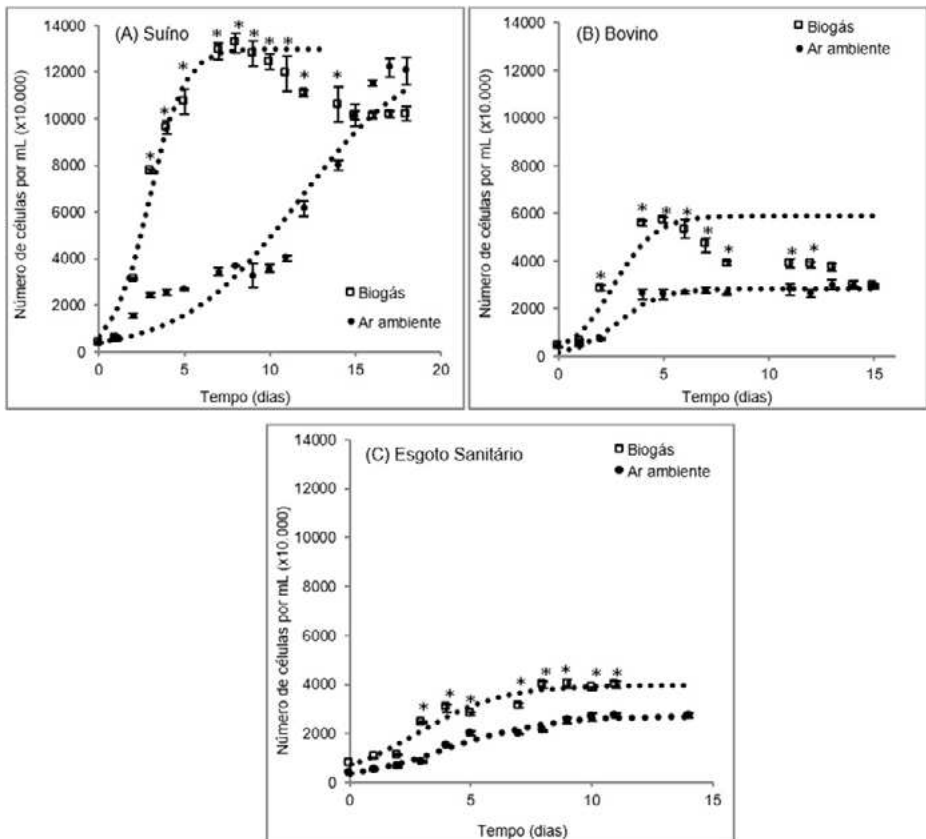 (A) Suíno
Número de células por mL (x10.000)
14000
12000
10000
8000
6000
4000
2000
0
* * * * * * * * * * * *
Biogás
Ar ambiente
0 5 10 15 20
Tempo (dias)
(B) Bovino
Número de células por mL (x10.000)
14000
12000
10000
8000
6000
4000
2000
0
Biogás
Ar ambiente
* * * * * * * *
0 5 10 15
Tempo (dias)
(C) Esgoto Sanitário
Número de células por mL (x10.000)
14000
12000
10000
8000
6000
4000
2000
0
Biogás
Ar ambiente
* * * * * * * *
0 5 10 15
Tempo (dias)